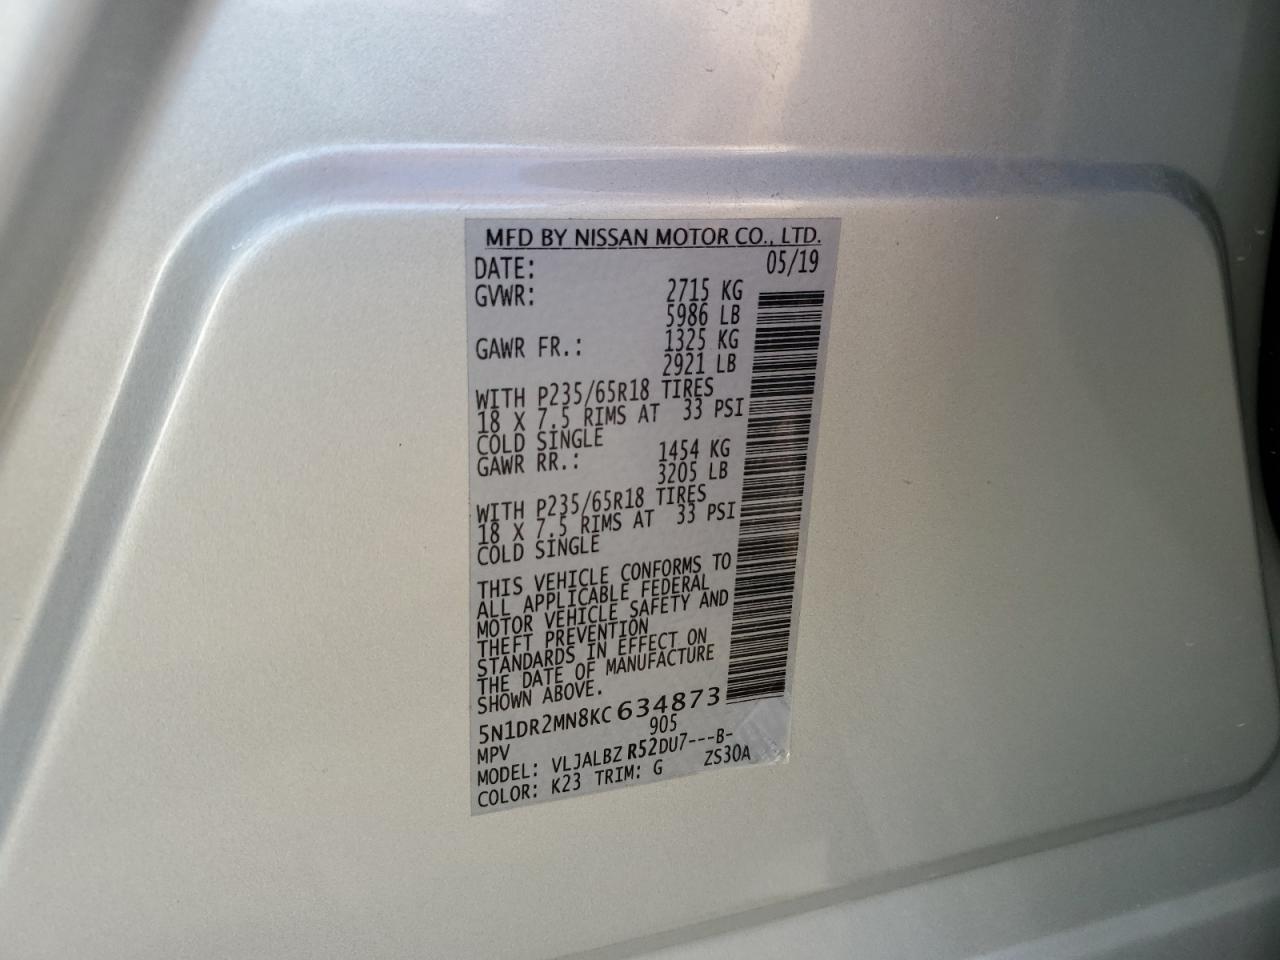 MFD BY NISSAN MOTOR CO., LTD.
DATE: 05/19
GVWR: 2715 KG
5986 LB
GAWR FR.: 1325 KG
2921 LB
WITH P235/65R18 TIRES
18 X 7.5 RIMS AT 33 PSI
COLD SINGLE
GAWR RR.: 1454 KG
3205 LB
WITH P235/65R18 TIRES
18 X 7.5 RIMS AT 33 PSI
COLD SINGLE
THIS VEHICLE CONFORMS TO
ALL APPLICABLE FEDERAL
MOTOR VEHICLE SAFETY AND
THEFT PREVENTION
STANDARDS IN EFFECT ON
THE DATE OF MANUFACTURE
SHOWN ABOVE.
5N1DR2MN8KC634873
MPV 905
MODEL: VLJALBZ R52DU7---B-
COLOR: K23 TRIM: G ZS30A